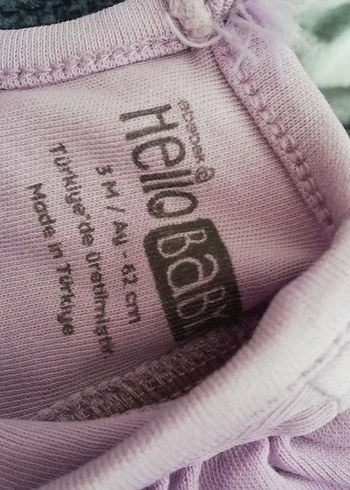 ebebek
Hello
BaBY
3 M / Ay - 62 cm
Türkiye'de üretilmiştir
Made in Türkiye